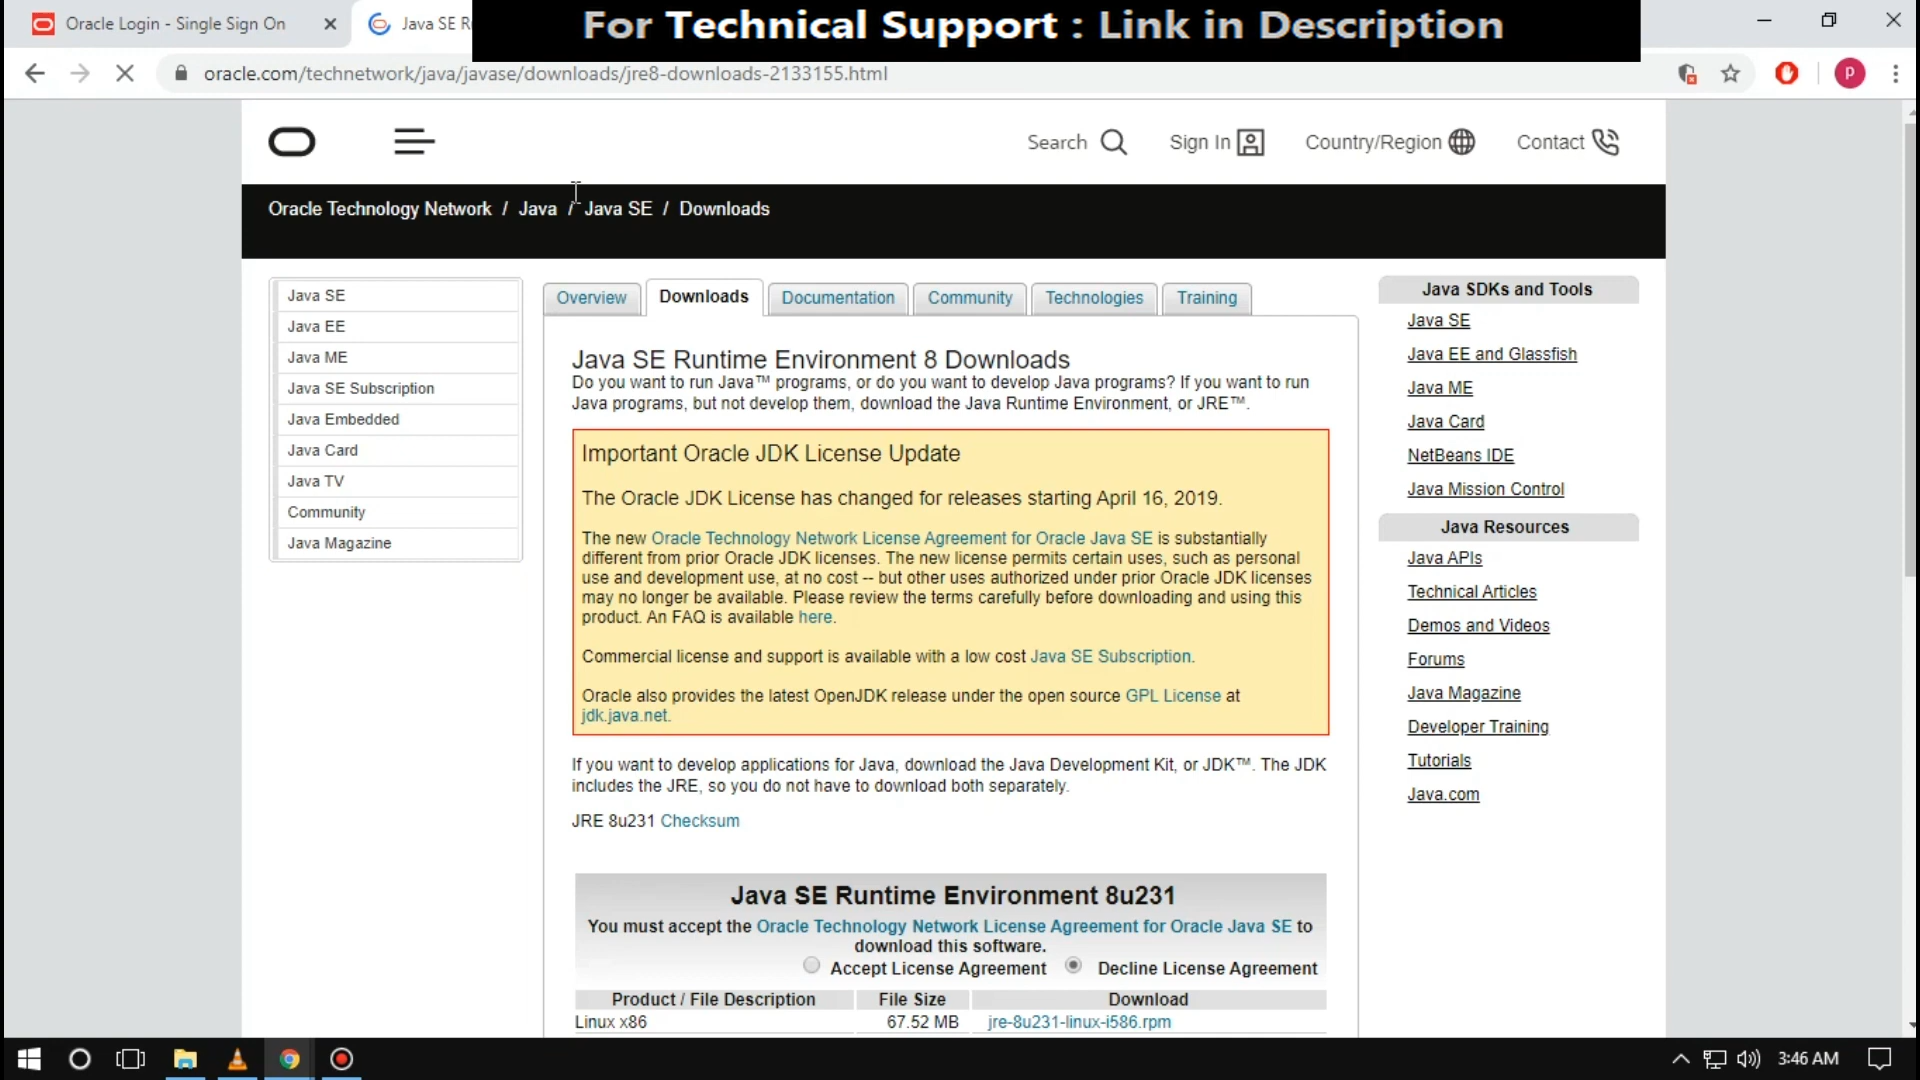 Oracle Login - Single Sign On
Java SE R
For Technical Support : Link in Description
oracle.com/technetwork/java/javase/downloads/jre8-downloads-2133155.html
P
Search
Sign In
Country/Region
Contact
Oracle Technology Network / Java / Java SE / Downloads
Java SE
Java EE
Java ME
Java SE Subscription
Java Embedded
Java Card
Java TV
Community
Java Magazine
Overview
Downloads
Documentation
Community
Technologies
Training
Java SE Runtime Environment 8 Downloads
Do you want to run Java™ programs, or do you want to develop Java programs? If you want to run
Java programs, but not develop them, download the Java Runtime Environment, or JRE™.
Important Oracle JDK License Update
The Oracle JDK License has changed for releases starting April 16, 2019.
The new Oracle Technology Network License Agreement for Oracle Java SE is substantially
different from prior Oracle JDK licenses. The new license permits certain uses, such as personal
use and development use, at no cost -- but other uses authorized under prior Oracle JDK licenses
may no longer be available. Please review the terms carefully before downloading and using this
product. An FAQ is available here.
Commercial license and support is available with a low cost Java SE Subscription.
Oracle also provides the latest OpenJDK release under the open source GPL License at
jdk.java.net.
If you want to develop applications for Java, download the Java Development Kit, or JDK™. The JDK
includes the JRE, so you do not have to download both separately.
JRE 8u231 Checksum
Java SE Runtime Environment 8u231
You must accept the Oracle Technology Network License Agreement for Oracle Java SE to
download this software.
Accept License Agreement
Decline License Agreement
Product / File Description
File Size
Download
Linux x86
67.52 MB
jre-8u231-linux-i586.rpm
Java SDKs and Tools
Java SE
Java EE and Glassfish
Java ME
Java Card
NetBeans IDE
Java Mission Control
Java Resources
Java APIs
Technical Articles
Demos and Videos
Forums
Java Magazine
Developer Training
Tutorials
Java.com
3:46 AM